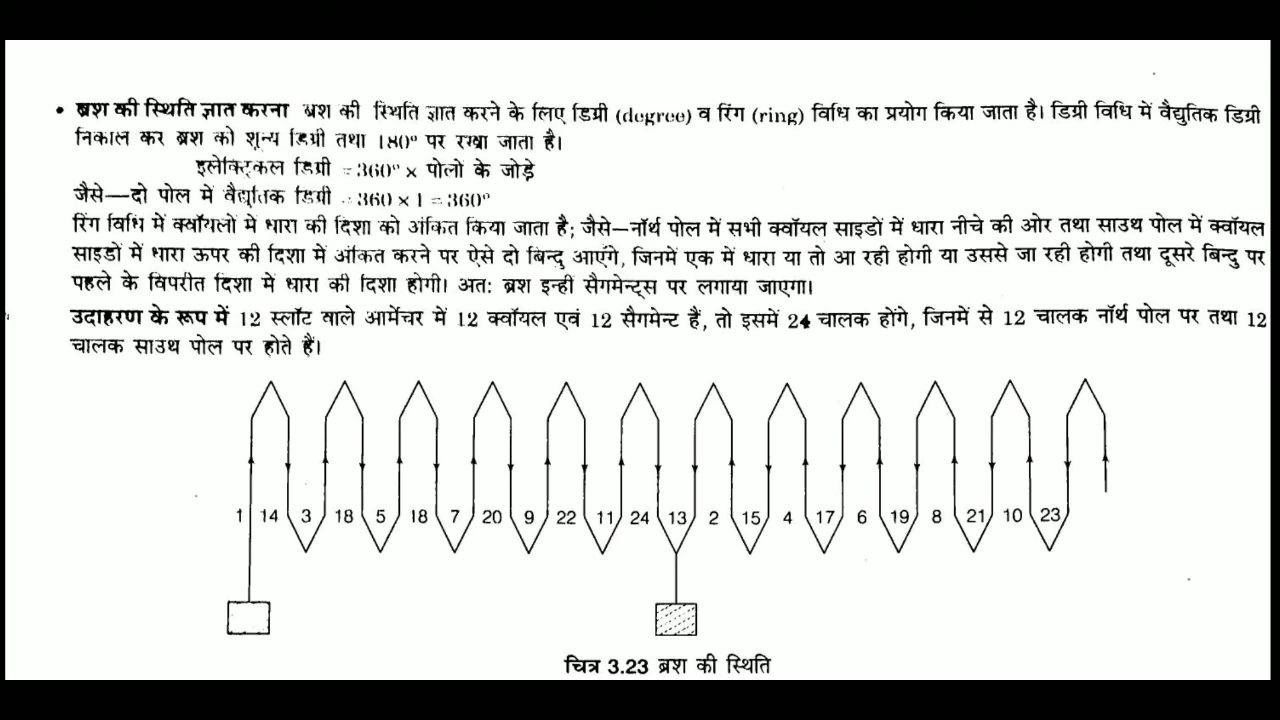 • ब्रश की स्थिति ज्ञात करना ब्रश की स्थिति ज्ञात करने के लिए डिग्री (degree) व रिंग (ring) विधि का प्रयोग किया जाता है। डिग्री विधि में वैद्युतिक डिग्री
निकाल कर ब्रश को शून्य डिग्री तथा 180° पर रखा जाता है।
इलेक्ट्रिकल डिग्री = 360° × पोलों के जोड़े
जैसे—दो पोल में वैद्युतिक डिग्री = 360 × 1 = 360°
रिंग विधि में क्वॉयलों में धारा की दिशा को अंकित किया जाता है; जैसे—नॉर्थ पोल में सभी क्वॉयल साइडों में धारा नीचे की ओर तथा साउथ पोल में क्वॉयल
साइडों में धारा ऊपर की दिशा में अंकित करने पर ऐसे दो बिन्दु आएंगे, जिनमें एक में धारा या तो आ रही होगी या उससे जा रही होगी तथा दूसरे बिन्दु पर
पहले के विपरीत दिशा में धारा की दिशा होगी। अतः ब्रश इन्हीं सैगमेन्ट्स पर लगाया जाएगा।
उदाहरण के रूप में 12 स्लॉट वाले आर्मेचर में 12 क्वॉयल एवं 12 सैगमेन्ट हैं, तो इसमें 24 चालक होंगे, जिनमें से 12 चालक नॉर्थ पोल पर तथा 12
चालक साउथ पोल पर होते हैं।
1 14 3 18 5 18 7 20 9 22 11 24 13 2 15 4 17 6 19 8 21 10 23
चित्र 3.23 ब्रश की स्थिति